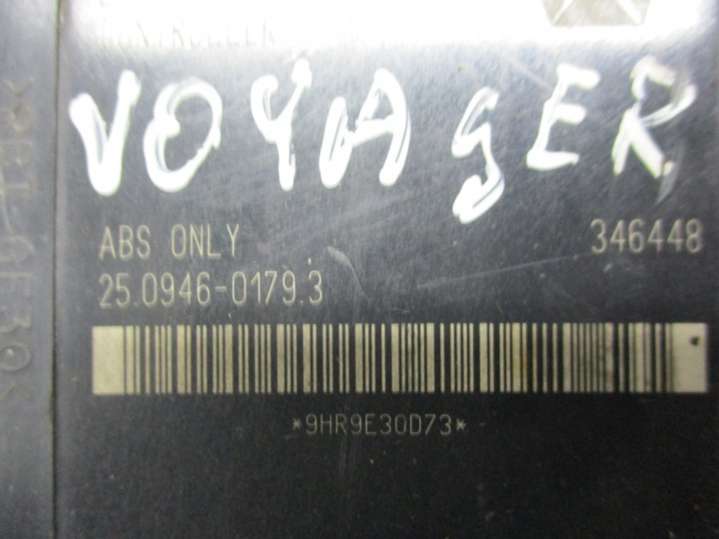 VOYAGER
ABS ONLY 346448
25.0946-0179.3
*9HR9E30D73*